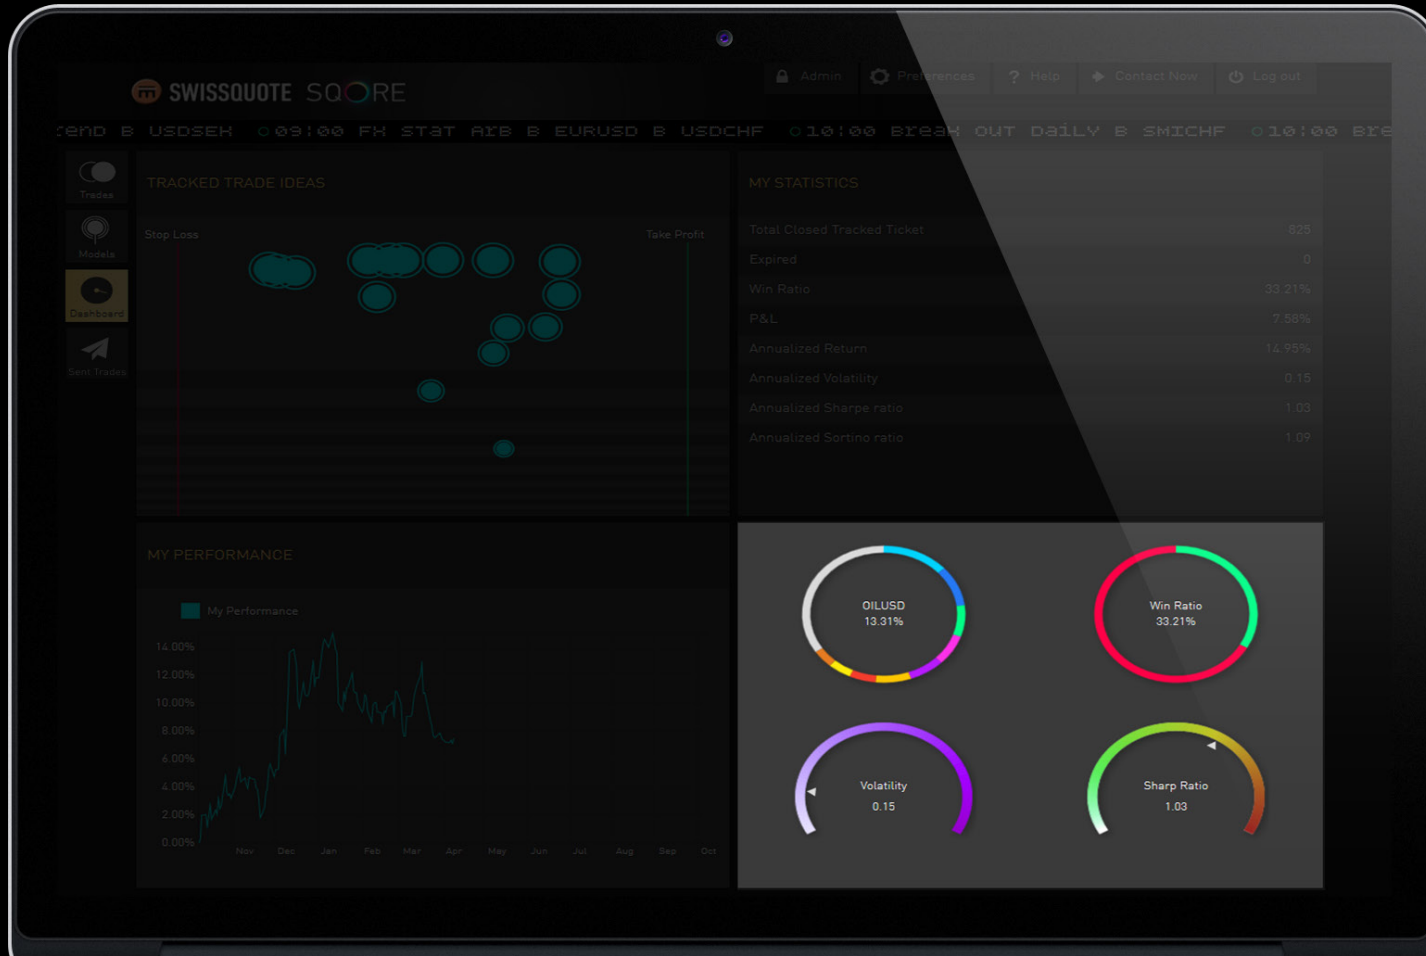 SWISSQUOTE SQORE
Admin
Preferences
? Help
Contact Now
Log out
rend B USDSEK 09:00 FX Stat Arb B EURUSD B USDCHF 10:00 Break Out Daily B SMICHF 10:00 Bre
Trades
Models
Dashboard
Sent Trades
TRACKED TRADE IDEAS
Stop Loss
Take Profit
MY STATISTICS
Total Closed Tracked Ticket 825
Expired 0
Win Ratio 33.21%
P&L 7.58%
Annualized Return 14.95%
Annualized Volatility 0.15
Annualized Sharpe ratio 1.03
Annualized Sortino ratio 1.09
MY PERFORMANCE
My Performance
14.00%
12.00%
10.00%
8.00%
6.00%
4.00%
2.00%
0.00%
Nov Dec Jan Feb Mar Apr May Jun Jul Aug Sep Oct
OILUSD
13.31%
Win Ratio
33.21%
Volatility
0.15
Sharp Ratio
1.03